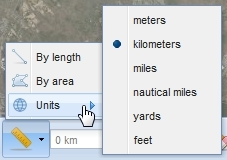 meters
kilometers
miles
nautical miles
yards
feet
By length
By area
Units
0 km